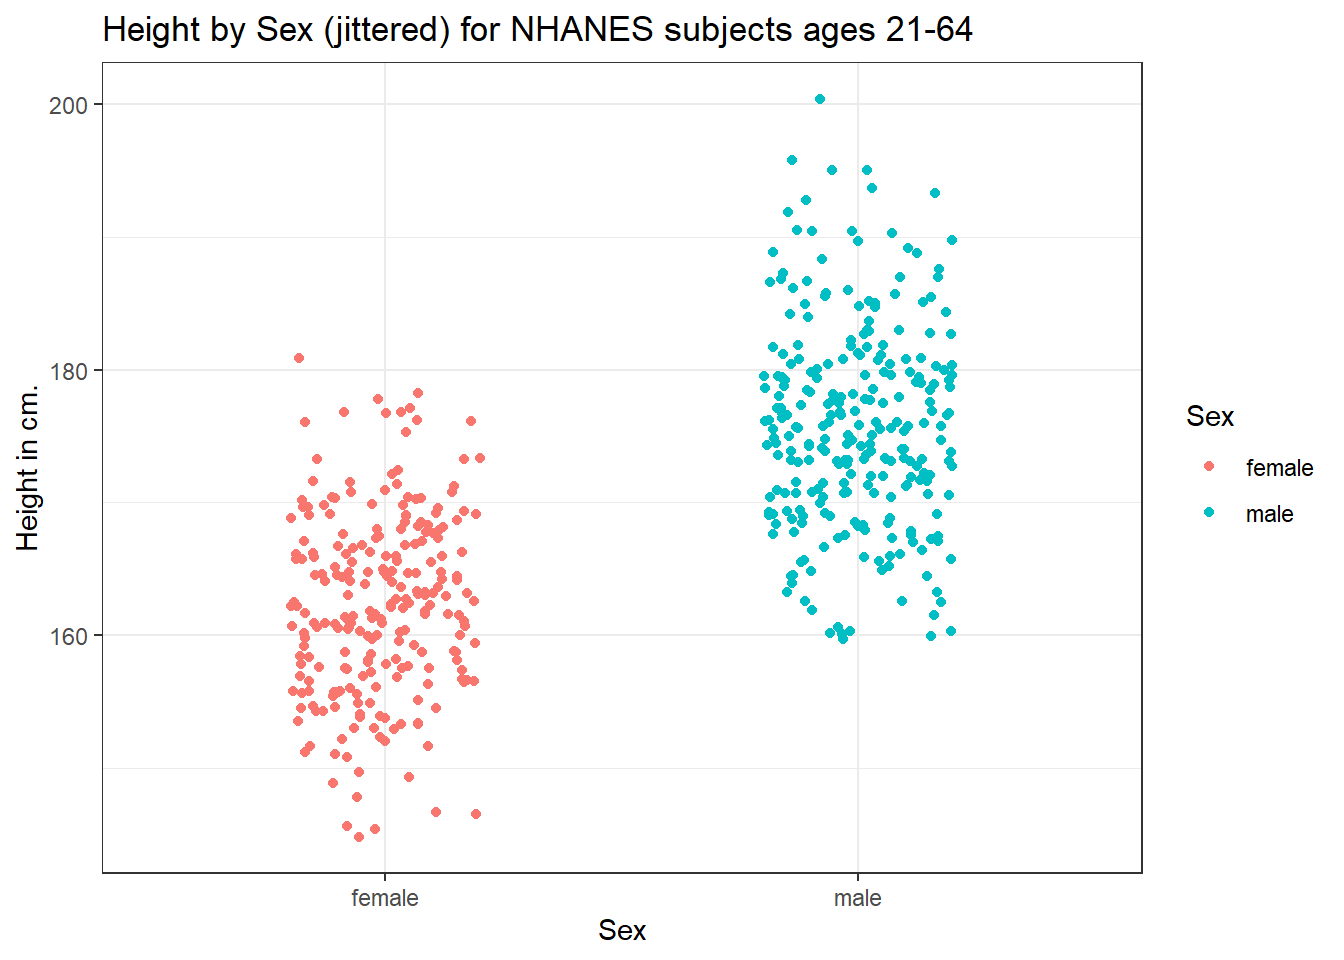 Height by Sex (jittered) for NHANES subjects ages 21-64
200
180
160
Height in cm.
female
male
Sex
Sex
female
male